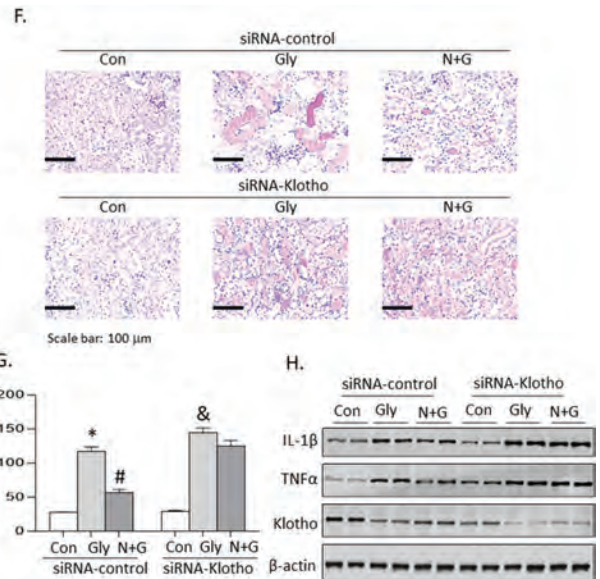 F.
siRNA-control
Con Gly N+G
siRNA-Klotho
Con Gly N+G
Scale bar: 100 μm
G.
200
150
100
50
0
* # &
Con Gly N+G Con Gly N+G
siRNA-control siRNA-Klotho
H.
siRNA-control siRNA-Klotho
Con Gly N+G Con Gly N+G
IL-1β
TNFα
Klotho
β-actin